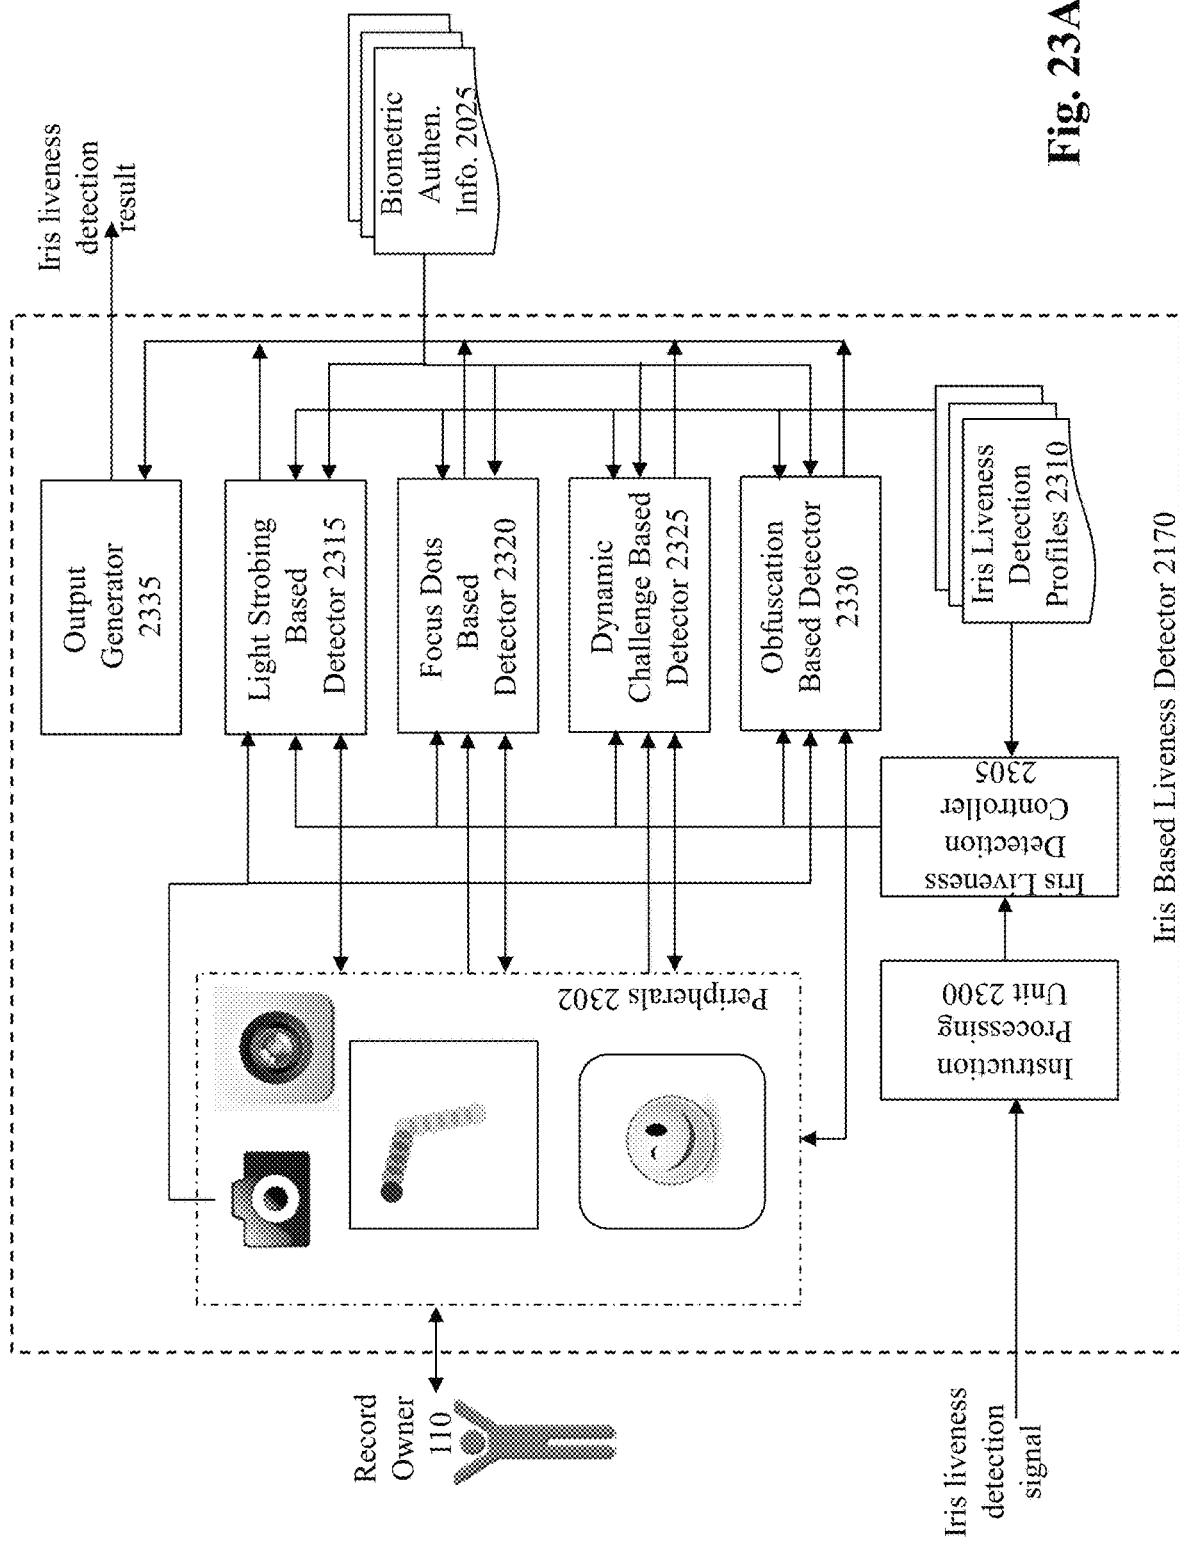 Iris liveness
detection
result
Biometric
Authen.
Info. 2025
Output
Generator
2335
Light Strobing
Based
Detector 2315
Focus Dots
Based
Detector 2320
Dynamic
Challenge Based
Detector 2325
Obfuscation
Based Detector
2330
Iris Liveness
Detection
Profiles 2310
Iris Liveness
Detection
Controller
2305
Instruction
Processing
Unit 2300
Peripherals 2302
Record
Owner
110
Iris liveness
detection
signal
Iris Based Liveness Detector 2170
Fig. 23A